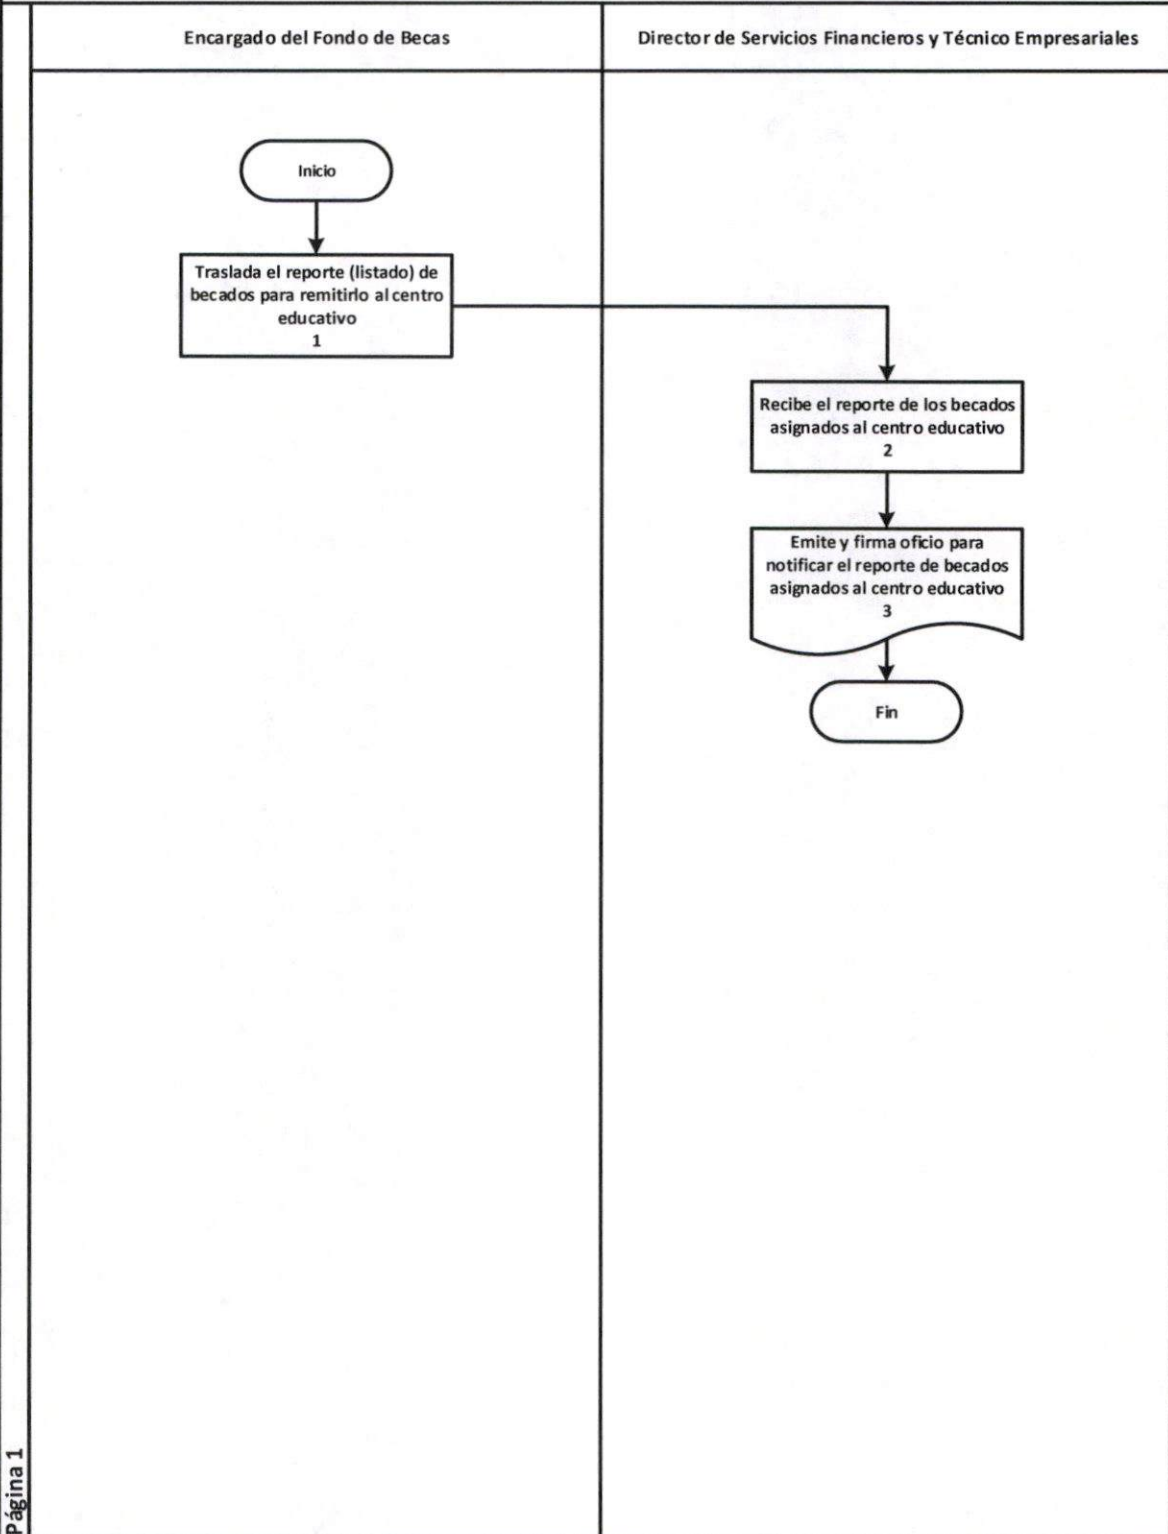 Encargado del Fondo de Becas
Director de Servicios Financieros y Técnico Empresariales
Inicio
Traslada el reporte (listado) de
becados para remitirlo al centro
educativo
1
Recibe el reporte de los becados
asignados al centro educativo
2
Emite y firma oficio para
notificar el reporte de becados
asignados al centro educativo
3
Fin
Página 1